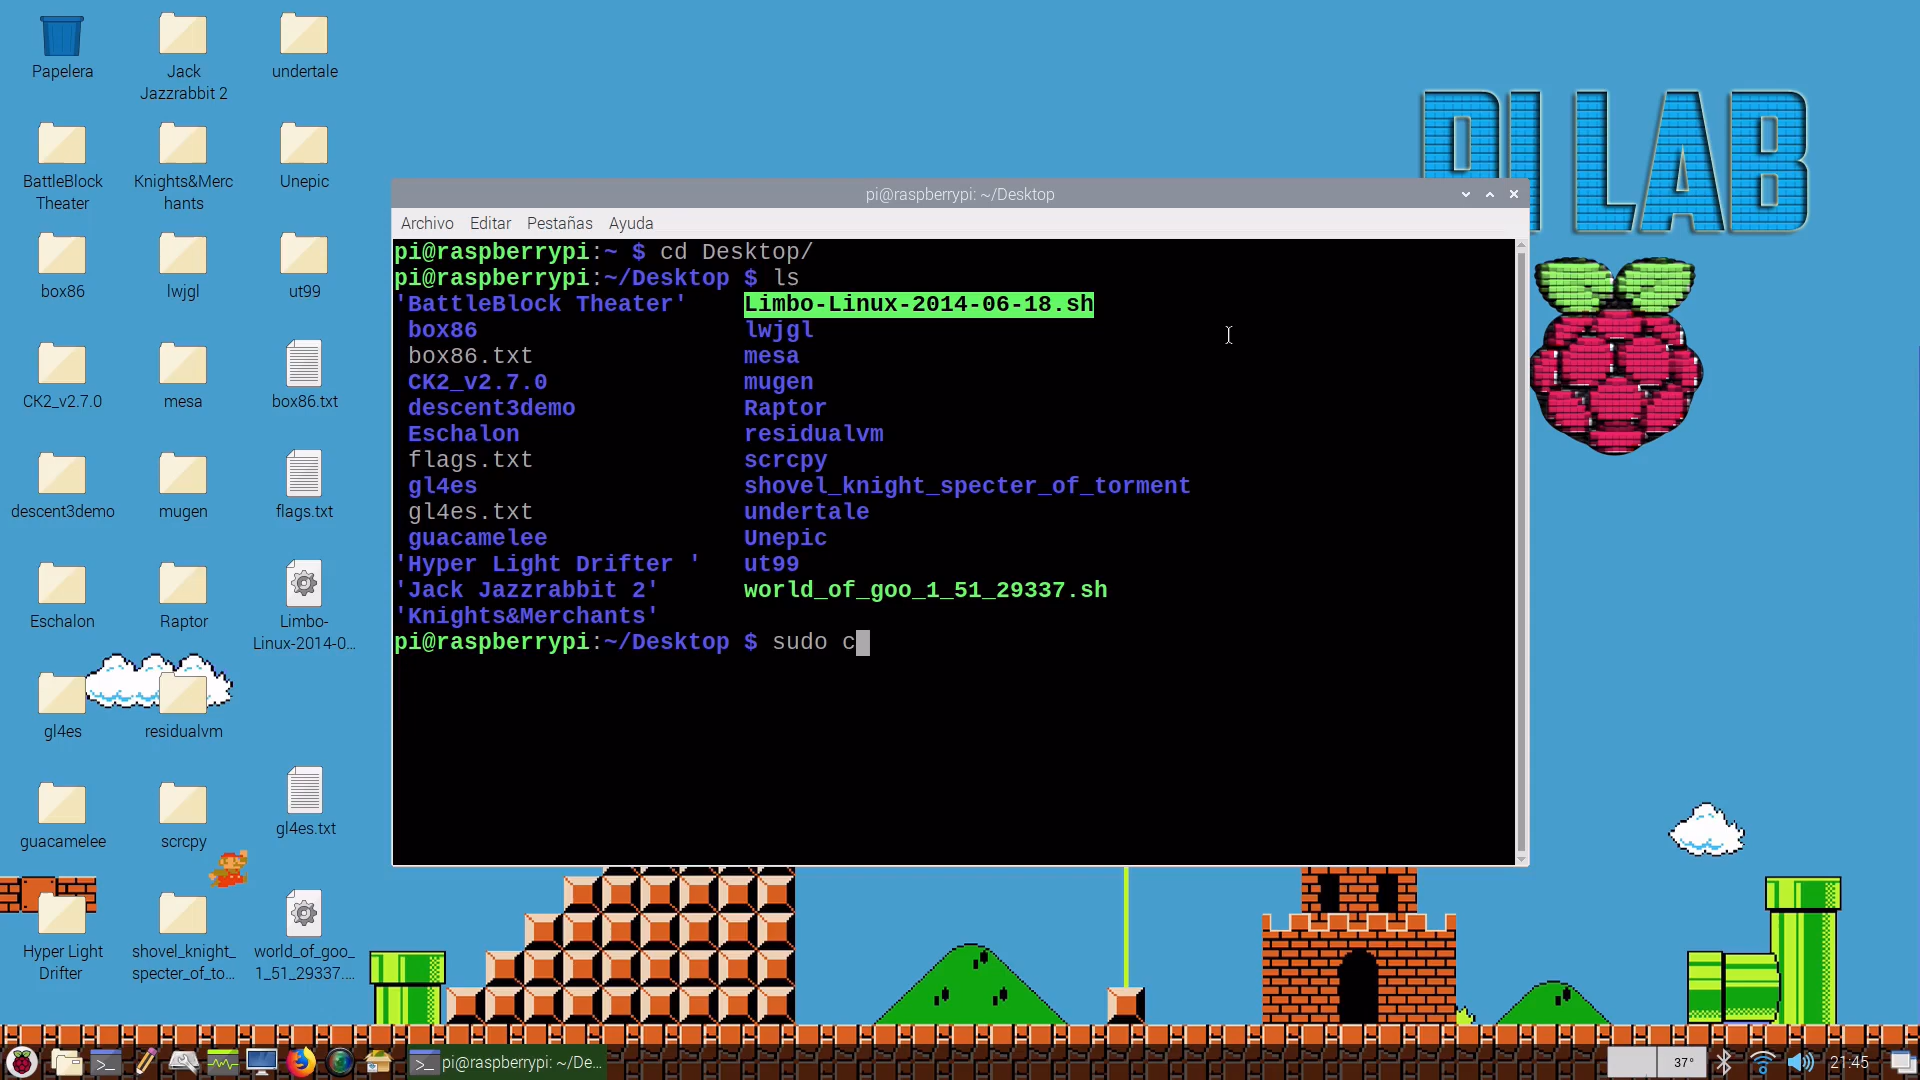 Papelera
Jack
Jazzrabbit 2
undertale
BattleBlock
Theater
Knights&Merc
hants
Unepic
box86
lwjgl
ut99
CK2_v2.7.0
mesa
box86.txt
descent3demo
mugen
flags.txt
Eschalon
Raptor
Limbo-
Linux-2014-0...
gl4es
residualvm
gl4es.txt
guacamelee
scrcpy
Hyper Light
Drifter
shovel_knight_
specter_of_to...
world_of_goo_
1_51_29337....
PI LAB
pi@raspberrypi: ~/Desktop
Archivo Editar Pestañas Ayuda
pi@raspberrypi:~ $ cd Desktop/
pi@raspberrypi:~/Desktop $ ls
'BattleBlock Theater' Limbo-Linux-2014-06-18.sh
box86 lwjgl
box86.txt mesa
CK2_v2.7.0 mugen
descent3demo Raptor
Eschalon residualvm
flags.txt scrcpy
gl4es shovel_knight_specter_of_torment
gl4es.txt undertale
guacamelee Unepic
'Hyper Light Drifter ' ut99
'Jack Jazzrabbit 2' world_of_goo_1_51_29337.sh
'Knights&Merchants'
pi@raspberrypi:~/Desktop $ sudo c
pi@raspberrypi: ~/De...
37°
21:45